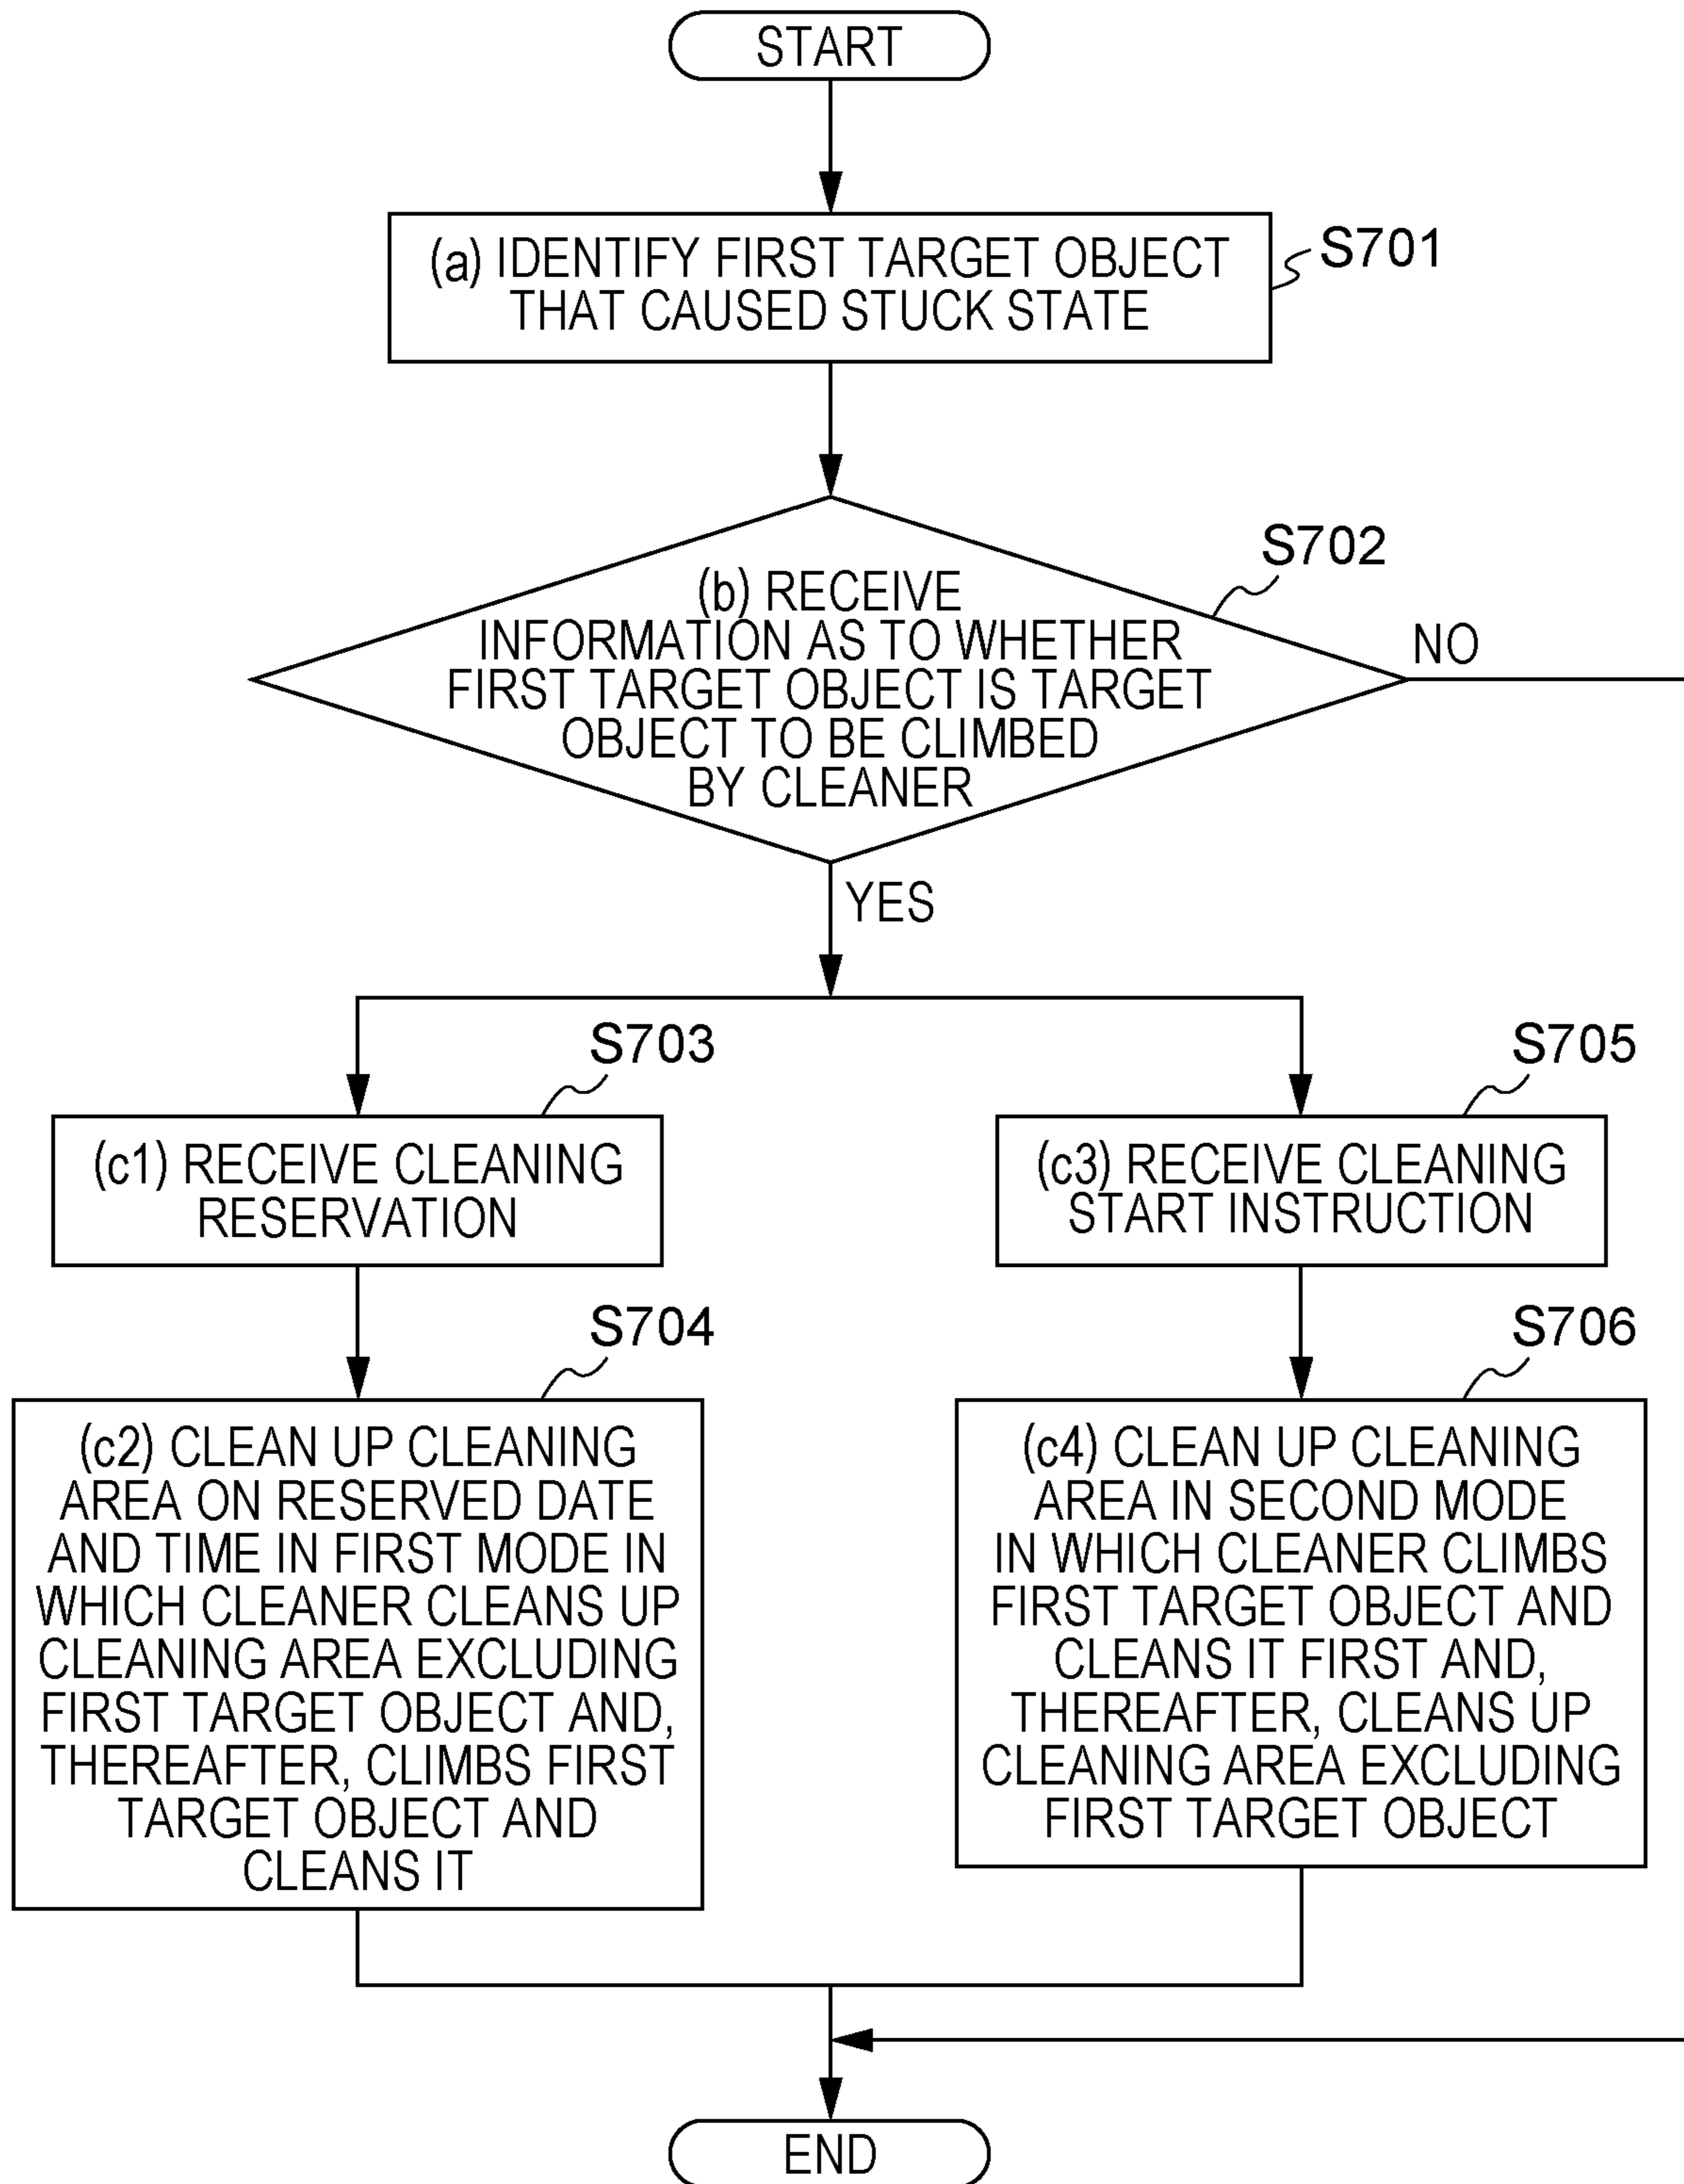 START
(a) IDENTIFY FIRST TARGET OBJECT
THAT CAUSED STUCK STATE
S701
S702
(b) RECEIVE
INFORMATION AS TO WHETHER
FIRST TARGET OBJECT IS TARGET
OBJECT TO BE CLIMBED
BY CLEANER
NO
YES
S703
(c1) RECEIVE CLEANING
RESERVATION
S705
(c3) RECEIVE CLEANING
START INSTRUCTION
S704
(c2) CLEAN UP CLEANING
AREA ON RESERVED DATE
AND TIME IN FIRST MODE IN
WHICH CLEANER CLEANS UP
CLEANING AREA EXCLUDING
FIRST TARGET OBJECT AND,
THEREAFTER, CLIMBS FIRST
TARGET OBJECT AND
CLEANS IT
S706
(c4) CLEAN UP CLEANING
AREA IN SECOND MODE
IN WHICH CLEANER CLIMBS
FIRST TARGET OBJECT AND
CLEANS IT FIRST AND,
THEREAFTER, CLEANS UP
CLEANING AREA EXCLUDING
FIRST TARGET OBJECT
END